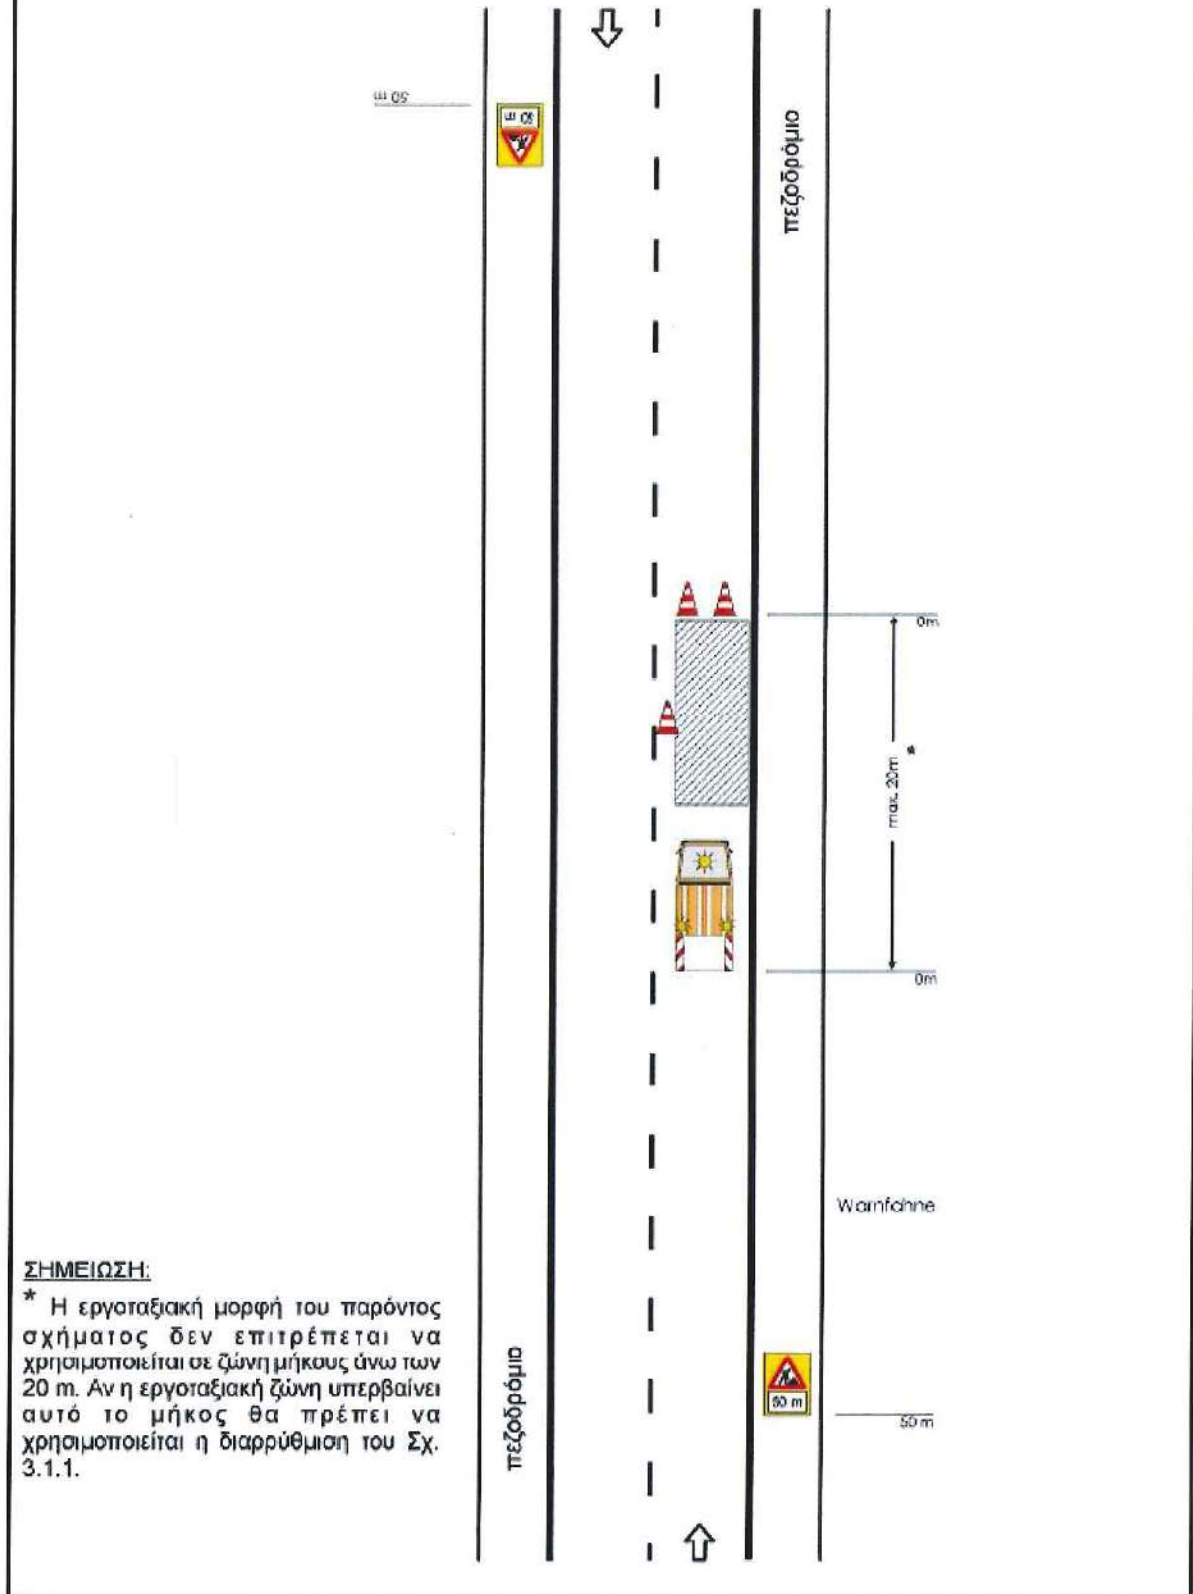 50 m
50 m
πεζοδρόμιο
0m
max. 20m *
0m
Warnfahne
ΣΗΜΕΙΩΣΗ:
* Η εργοταξιακή μορφή του παρόντος
σχήματος δεν επιτρέπεται να
χρησιμοποιείται σε ζώνη μήκους άνω των
20 m. Αν η εργοταξιακή ζώνη υπερβαίνει
αυτό το μήκος θα πρέπει να
χρησιμοποιείται η διαρρύθμιση του Σχ.
3.1.1.
πεζοδρόμιο
50 m
50 m